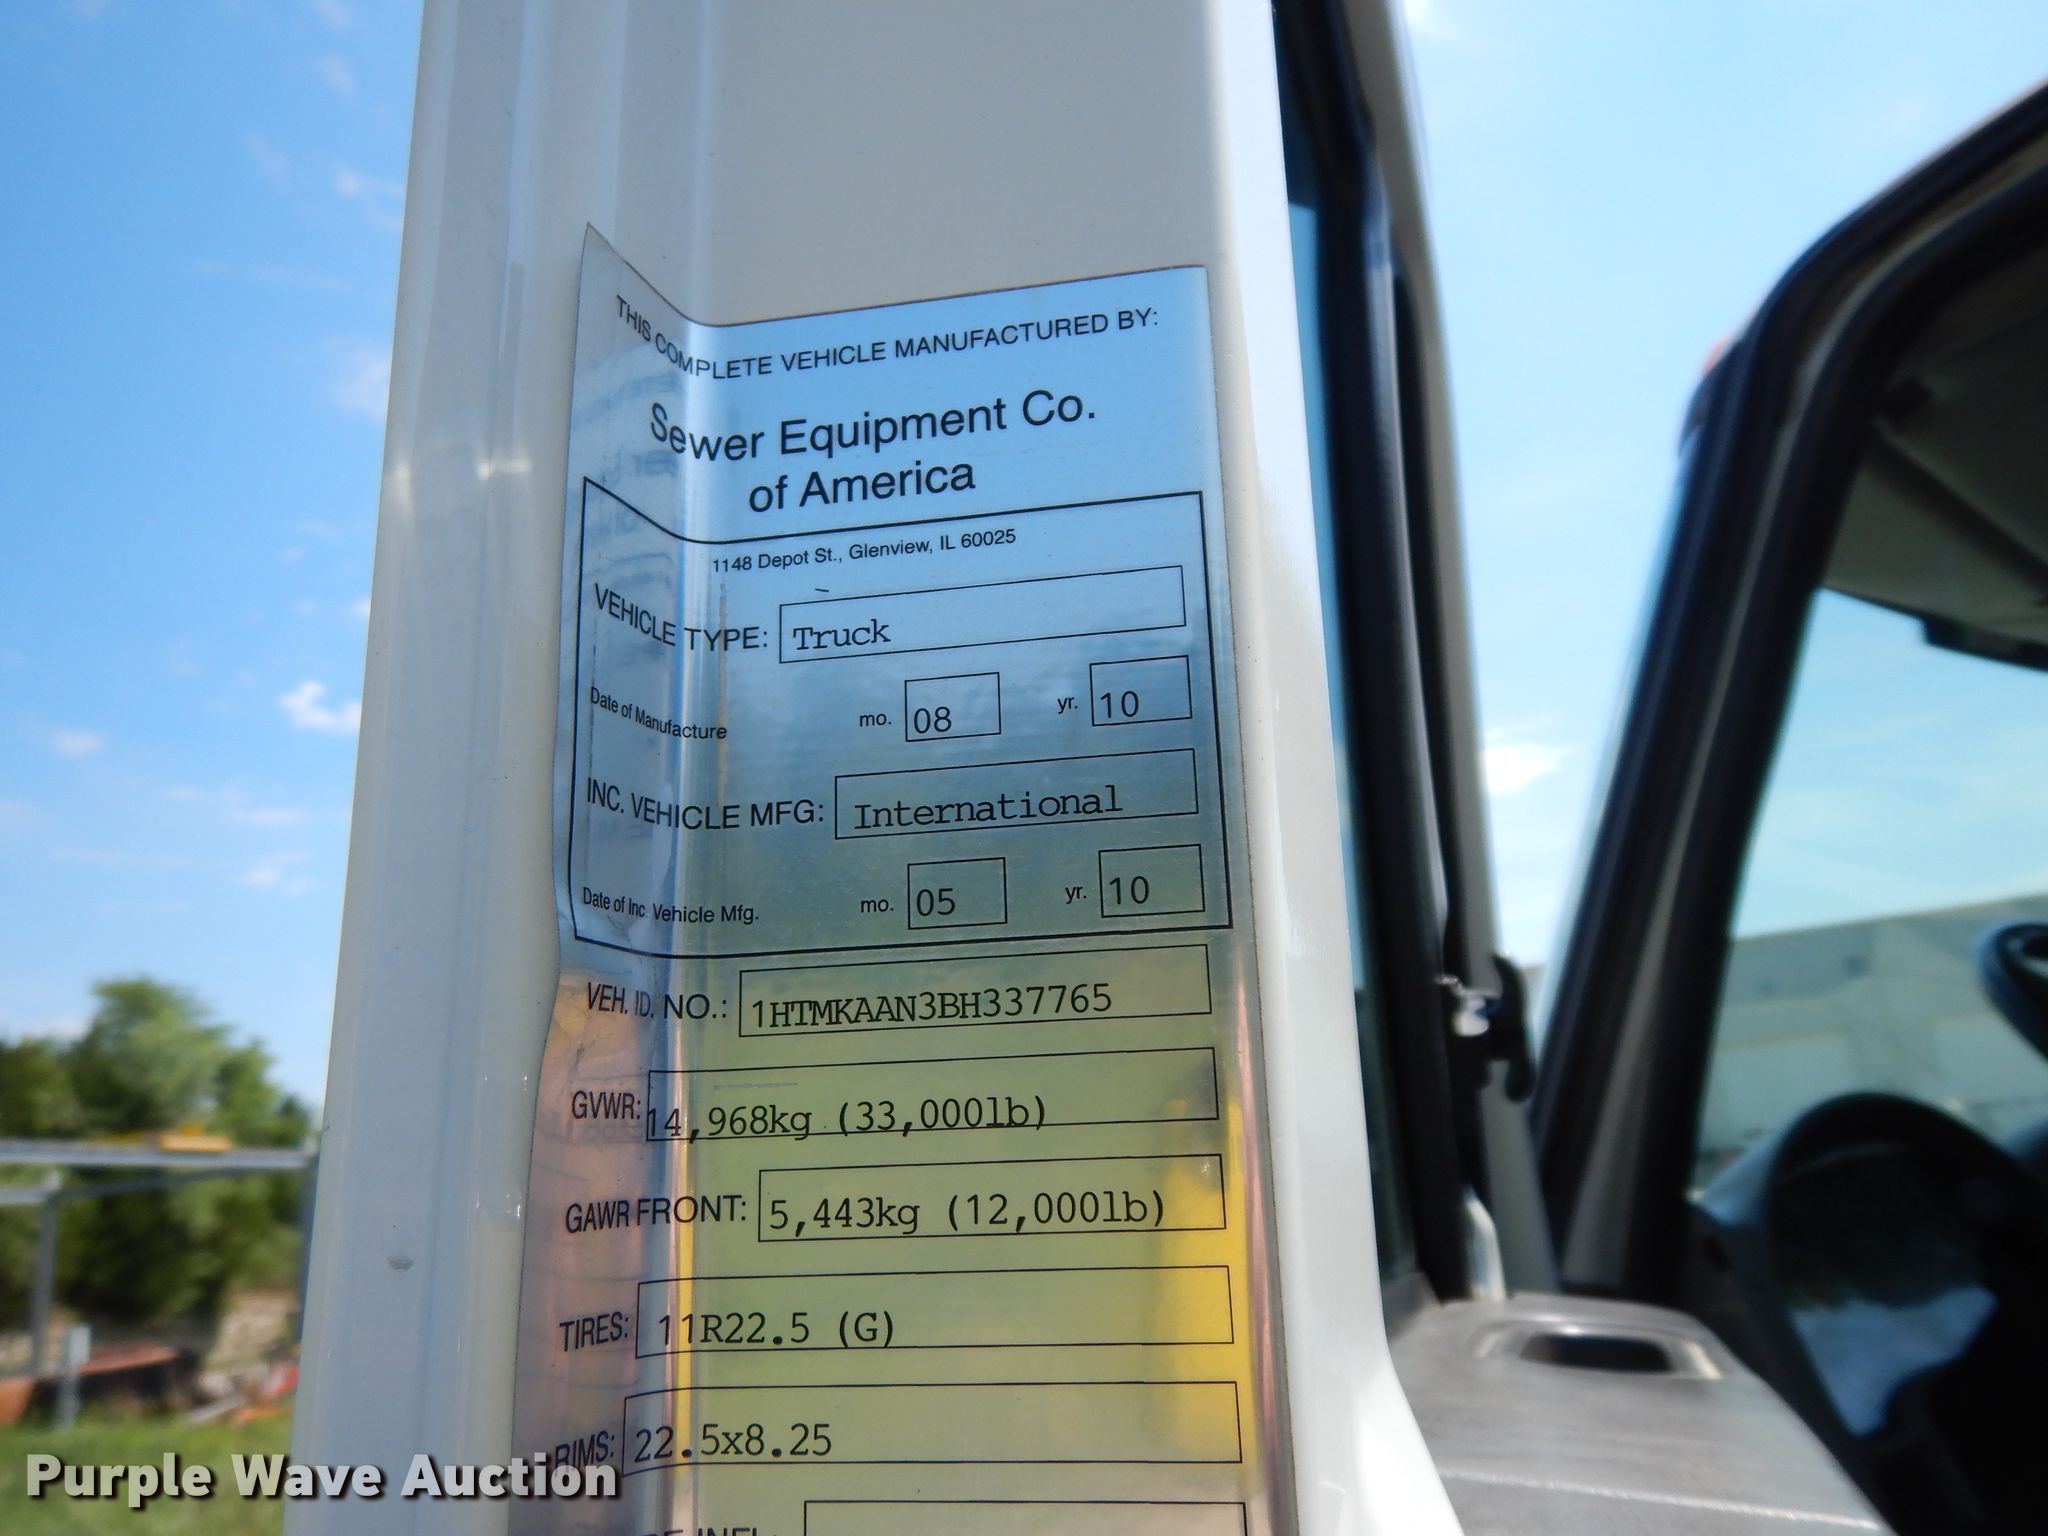 THIS COMPLETE VEHICLE MANUFACTURED BY:
Sewer Equipment Co.
of America
1148 Depot St., Glenview, IL 60025
VEHICLE TYPE: Truck
Date of Manufacture mo. 08 yr. 10
INC. VEHICLE MFG: International
Date of Inc. Vehicle Mfg. mo. 05 yr. 10
VEH. ID. NO.: 1HTMKAAN3BH337765
GVWR: 14,968kg (33,000lb)
GAWR FRONT: 5,443kg (12,000lb)
TIRES: 11R22.5 (G)
RIMS: 22.5x8.25
Purple Wave Auction